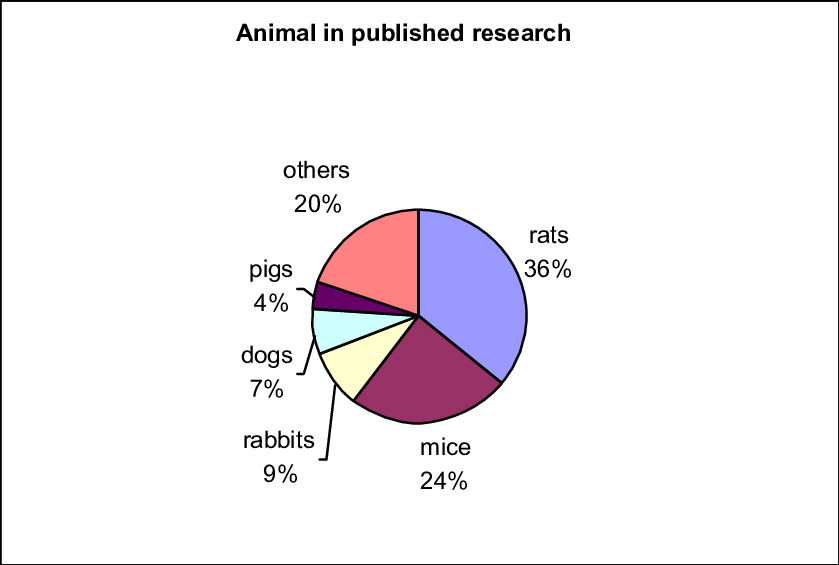 Animal in published research
others
20%
rats
36%
pigs
4%
dogs
7%
rabbits
9%
mice
24%